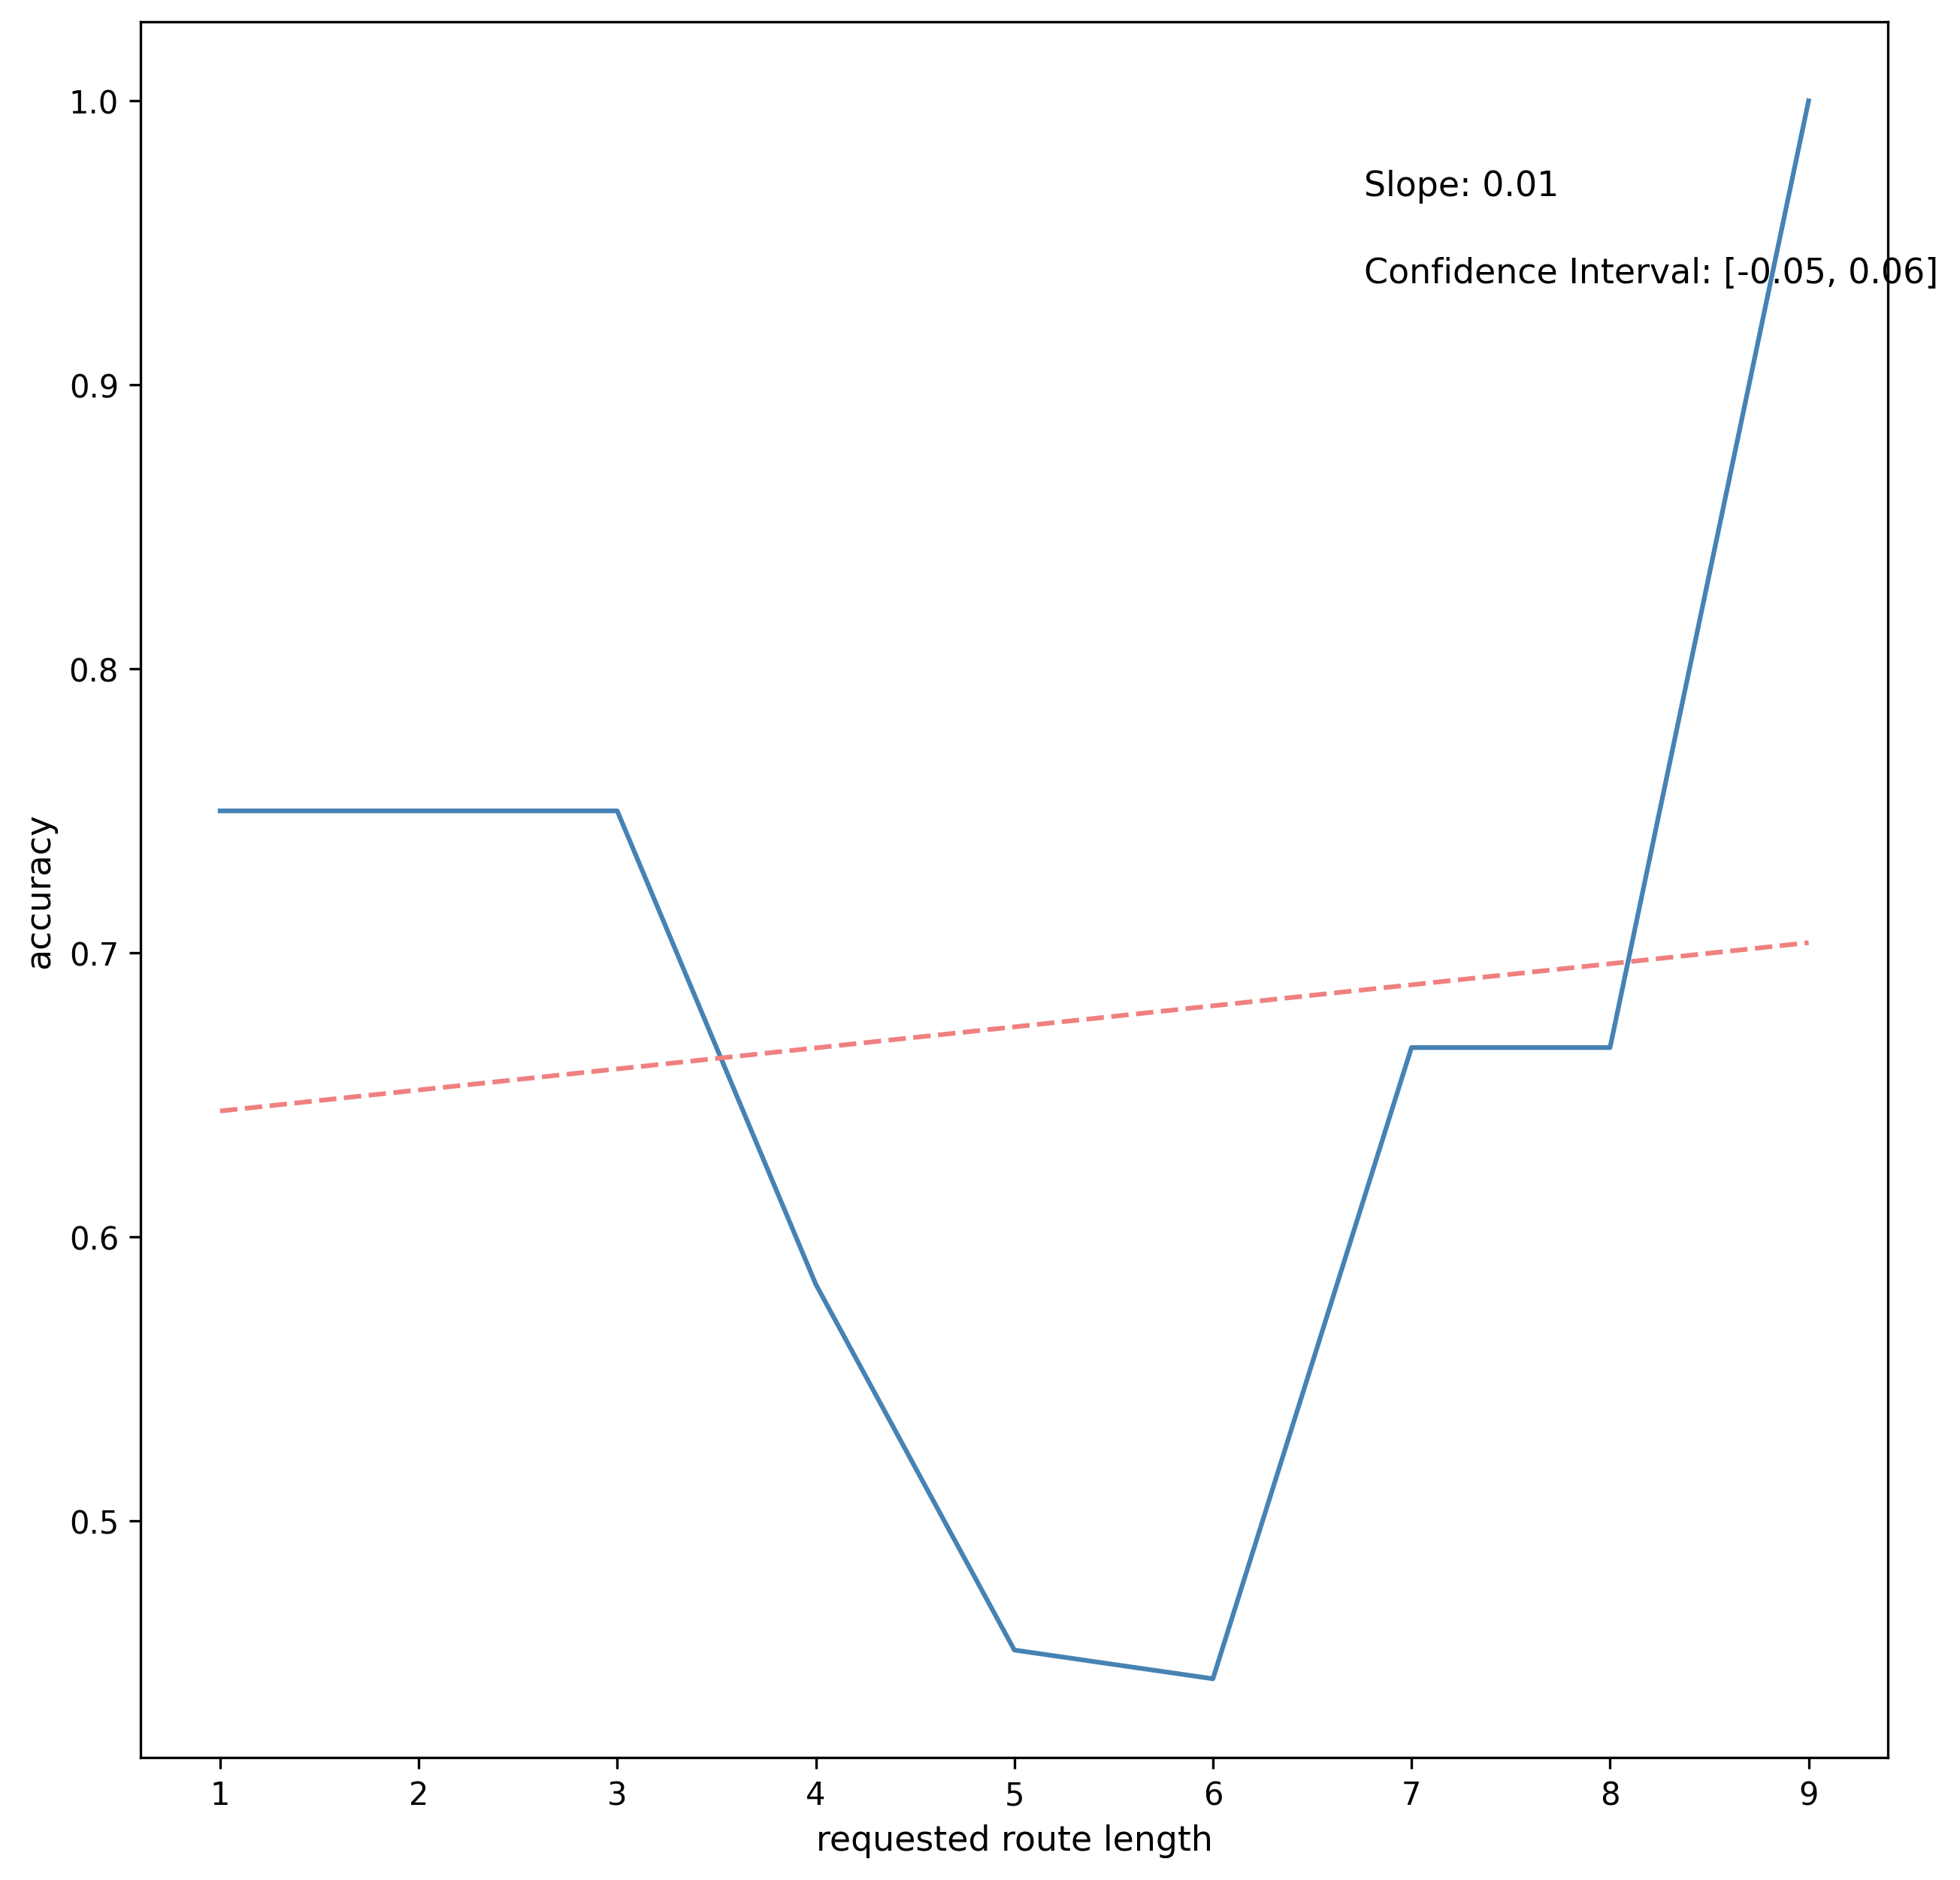 1.0
Slope: 0.01
Confidence Interval: [-0.05, 0.06]
0.9
0.8
accuracy
0.7
0.6
0.5
1 2 3 4 5 6 7 8 9
requested route length